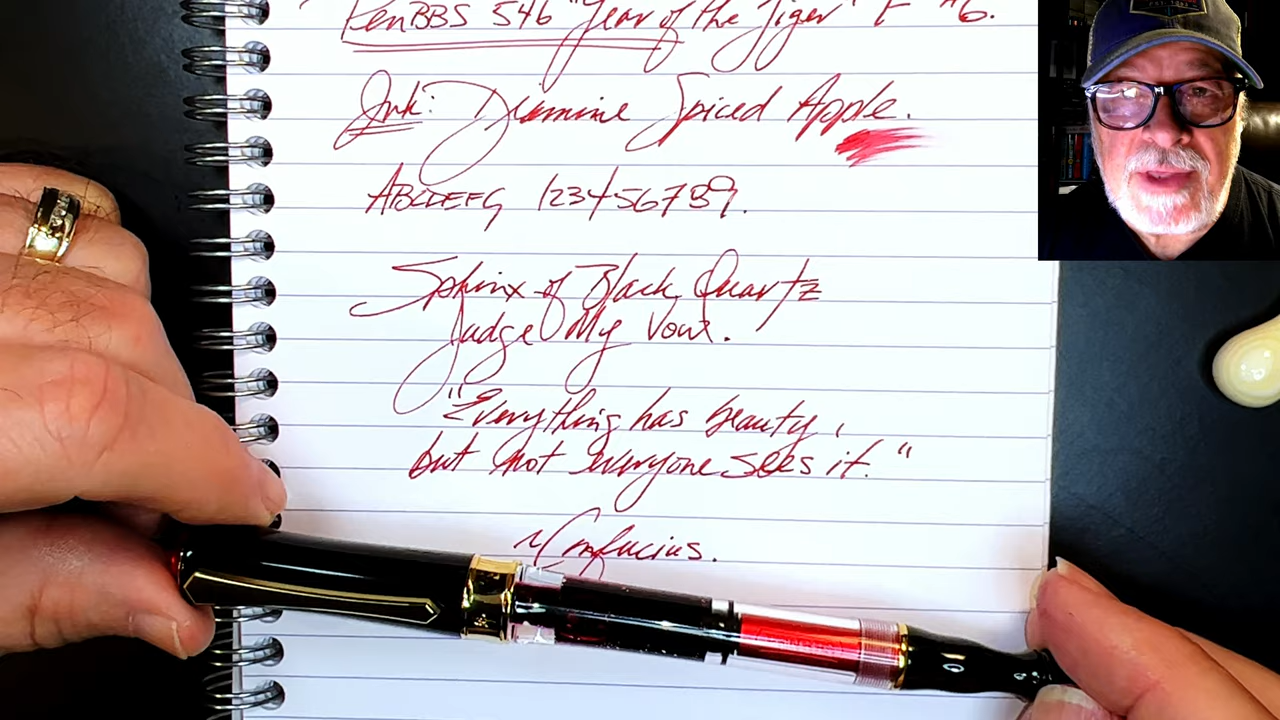 PenBBS 546 "Year of the Tiger" F #6.
Ink: Diamine Spiced Apple.
ABCDEFG 123456789.
Sphinx of Black Quartz
Judge My Vow.
"Everything has beauty,
but not everyone sees it."
~Confucius.